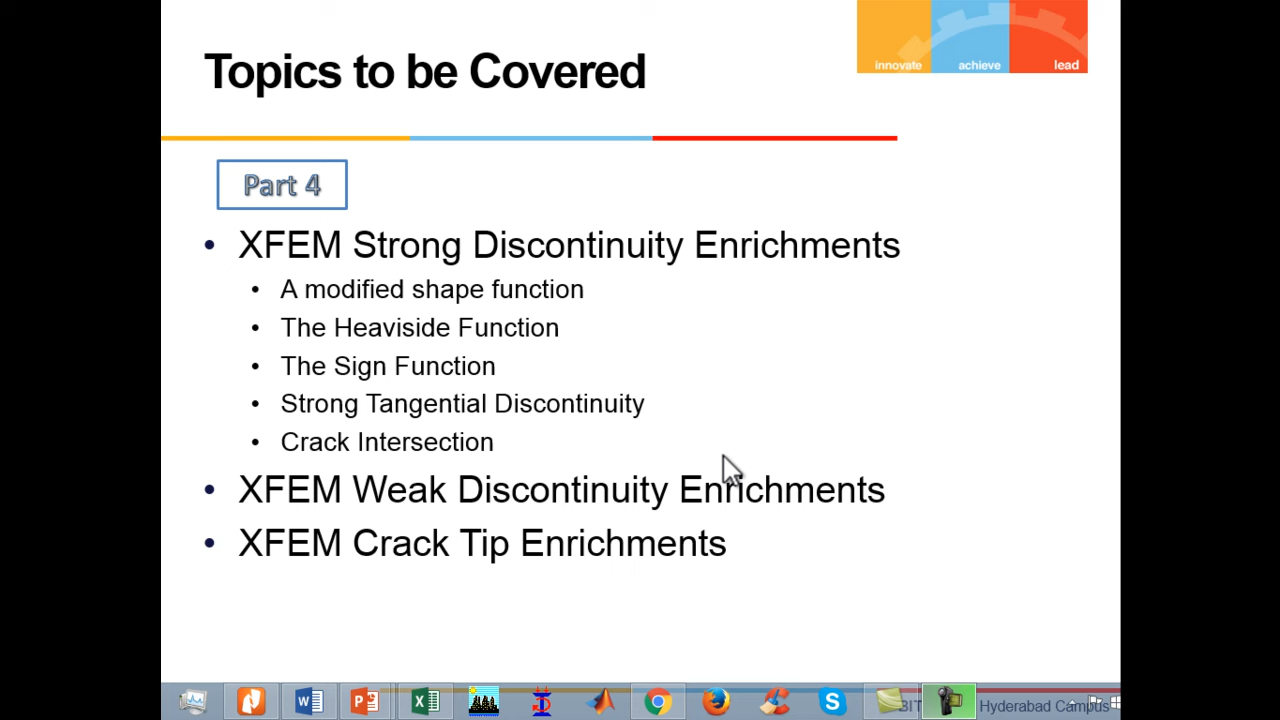 innovate achieve lead
Topics to be Covered
Part 4
• XFEM Strong Discontinuity Enrichments
• A modified shape function
• The Heaviside Function
• The Sign Function
• Strong Tangential Discontinuity
• Crack Intersection
• XFEM Weak Discontinuity Enrichments
• XFEM Crack Tip Enrichments
BIT Hyderabad Campus